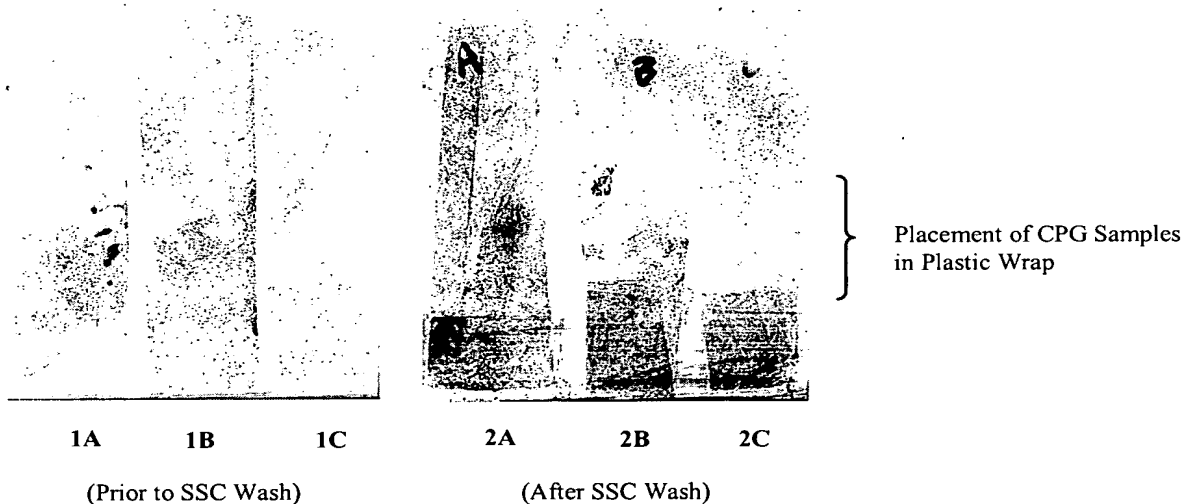 A
B
Placement of CPG Samples
in Plastic Wrap
1A 1B 1C 2A 2B 2C
(Prior to SSC Wash) (After SSC Wash)